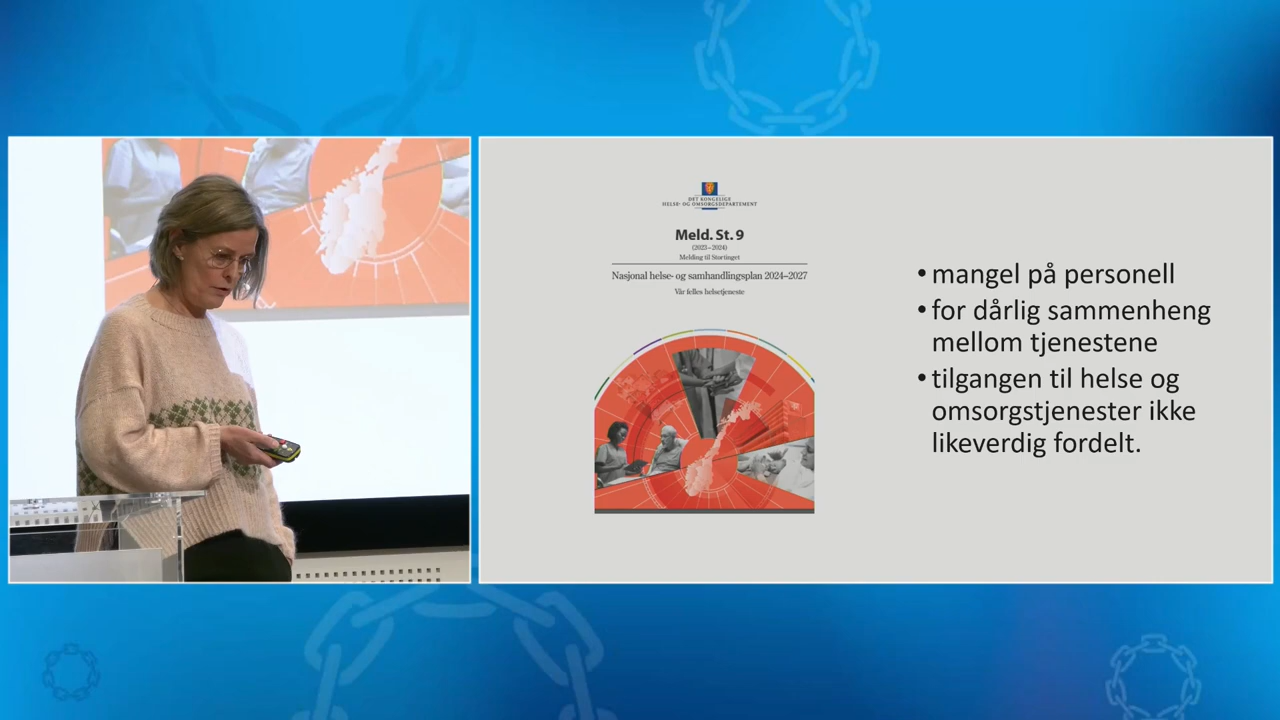 DET KONGELIGE
HELSE- OG OMSORGSDEPARTEMENT
Meld. St. 9
(2023–2024)
Melding til Stortinget
Nasjonal helse- og samhandlingsplan 2024–2027
Vår felles helsetjeneste
• mangel på personell
• for dårlig sammenheng
mellom tjenestene
• tilgangen til helse og
omsorgstjenester ikke
likeverdig fordelt.